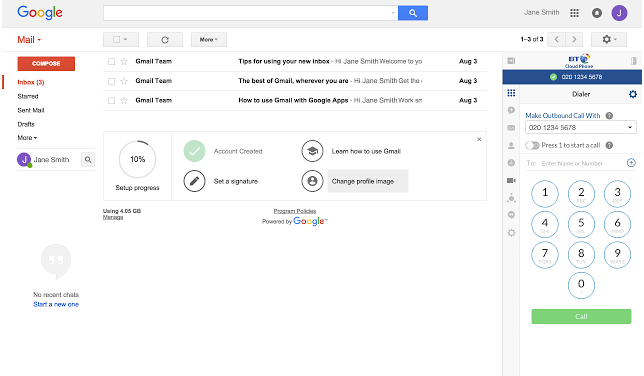 Google
Jane Smith
J
Mail
More
1–3 of 3
COMPOSE
Inbox (3)
Starred
Sent Mail
Drafts
More
J
Jane Smith
No recent chats
Start a new one
Gmail Team Tips for using your new inbox - Hi Jane Smith Welcome to yo Aug 3
Gmail Team The best of Gmail, wherever you are - Hi Jane Smith Get the Aug 3
Gmail Team How to use Gmail with Google Apps - Hi Jane Smith Work Aug 3
10%
Setup progress
Account Created
Learn how to use Gmail
Set a signature
Change profile image
Using 4.05 GB
Manage
Program Policies
Powered by Google™
BT
Cloud Phone
020 1234 5678
Dialer
Make Outbound Call With ?
020 1234 5678
Press 1 to start a call ?
To: Enter Name or Number
1
2 ABC
3 DEF
4 GHI
5 JKL
6 MNO
7 PQRS
8 TUV
9 WXYZ
0
Call